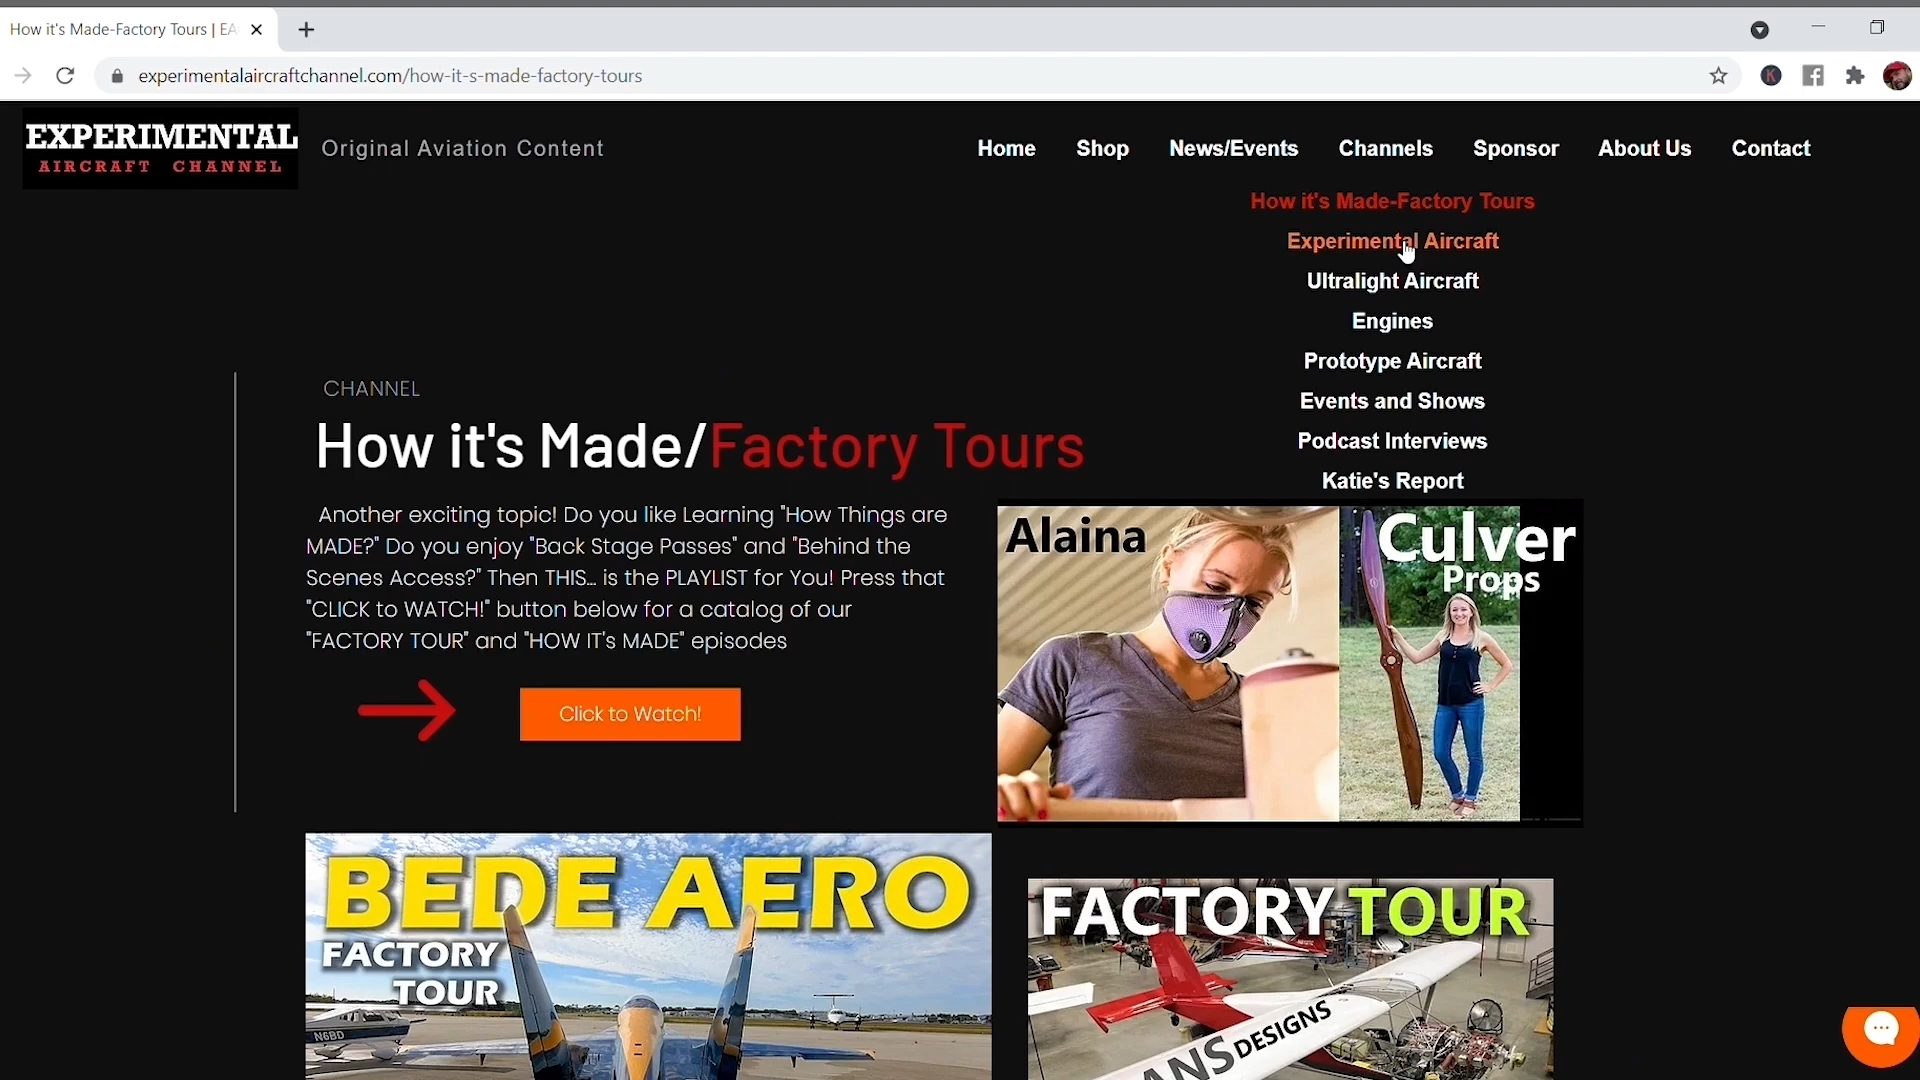 How it's Made-Factory Tours | EA
experimentalaircraftchannel.com/how-it-s-made-factory-tours
K
EXPERIMENTAL
AIRCRAFT CHANNEL
Original Aviation Content
Home Shop News/Events Channels Sponsor About Us Contact
How it's Made-Factory Tours
Experimental Aircraft
Ultralight Aircraft
Engines
Prototype Aircraft
Events and Shows
Podcast Interviews
Katie's Report
CHANNEL
How it's Made/Factory Tours
Another exciting topic! Do you like Learning "How Things are
MADE?" Do you enjoy "Back Stage Passes" and "Behind the
Scenes Access?" Then THIS... is the PLAYLIST for You! Press that
"CLICK to WATCH!" button below for a catalog of our
"FACTORY TOUR" and "HOW IT's MADE" episodes
Click to Watch!
Alaina
Culver
Props
BEDE AERO
FACTORY
TOUR
N6BD
FACTORY TOUR
ANS DESIGNS